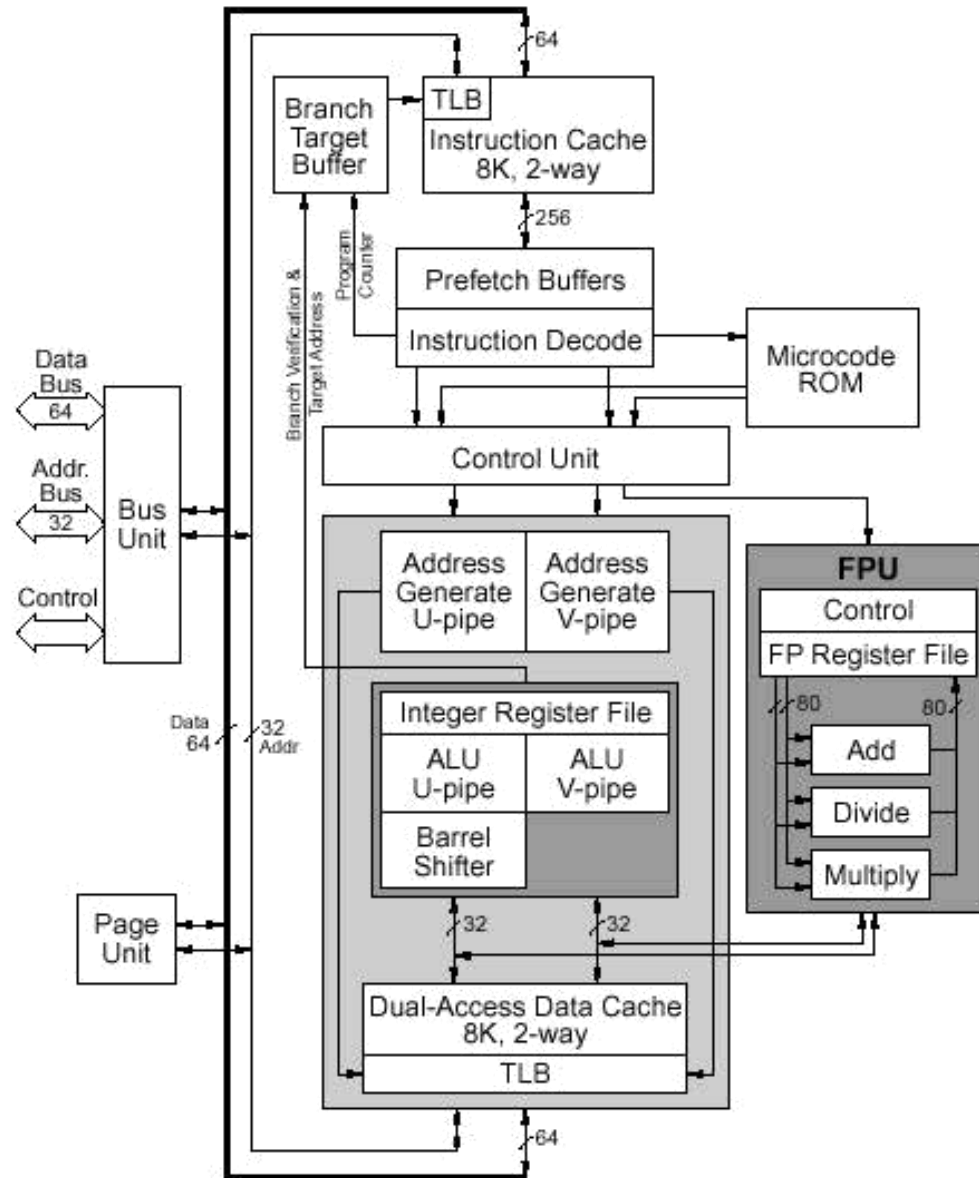 64
TLB
Branch
Target
Buffer
Instruction Cache
8K, 2-way
256
Branch Verification &
Target Address
Program
Counter
Prefetch Buffers
Instruction Decode
Microcode
ROM
Data
Bus
64
Addr.
Bus
32
Control
Bus
Unit
Control Unit
Address
Generate
U-pipe
Address
Generate
V-pipe
FPU
Control
FP Register File
80
80
Add
Divide
Multiply
Integer Register File
ALU
U-pipe
ALU
V-pipe
Barrel
Shifter
Data
64
32
Addr
Page
Unit
32
32
Dual-Access Data Cache
8K, 2-way
TLB
64